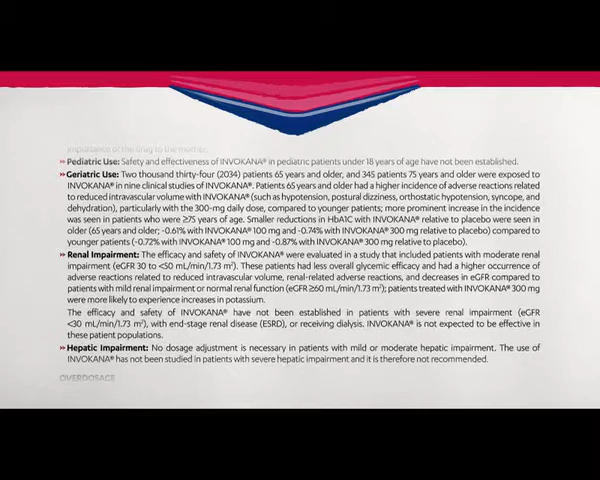 importance of the drug to the mother.
» Pediatric Use: Safety and effectiveness of INVOKANA® in pediatric patients under 18 years of age have not been established.
» Geriatric Use: Two thousand thirty-four (2034) patients 65 years and older, and 345 patients 75 years and older were exposed to
INVOKANA® in nine clinical studies of INVOKANA®. Patients 65 years and older had a higher incidence of adverse reactions related
to reduced intravascular volume with INVOKANA® (such as hypotension, postural dizziness, orthostatic hypotension, syncope, and
dehydration), particularly with the 300-mg daily dose, compared to younger patients; more prominent increase in the incidence
was seen in patients who were ≥75 years of age. Smaller reductions in HbA1C with INVOKANA® relative to placebo were seen in
older (65 years and older; -0.61% with INVOKANA® 100 mg and -0.74% with INVOKANA® 300 mg relative to placebo) compared to
younger patients (-0.72% with INVOKANA® 100 mg and -0.87% with INVOKANA® 300 mg relative to placebo).
» Renal Impairment: The efficacy and safety of INVOKANA® were evaluated in a study that included patients with moderate renal
impairment (eGFR 30 to <50 mL/min/1.73 m²). These patients had less overall glycemic efficacy and had a higher occurrence of
adverse reactions related to reduced intravascular volume, renal-related adverse reactions, and decreases in eGFR compared to
patients with mild renal impairment or normal renal function (eGFR ≥60 mL/min/1.73 m²); patients treated with INVOKANA® 300 mg
were more likely to experience increases in potassium.
The efficacy and safety of INVOKANA® have not been established in patients with severe renal impairment (eGFR
<30 mL/min/1.73 m²), with end-stage renal disease (ESRD), or receiving dialysis. INVOKANA® is not expected to be effective in
these patient populations.
» Hepatic Impairment: No dosage adjustment is necessary in patients with mild or moderate hepatic impairment. The use of
INVOKANA® has not been studied in patients with severe hepatic impairment and it is therefore not recommended.
OVERDOSAGE